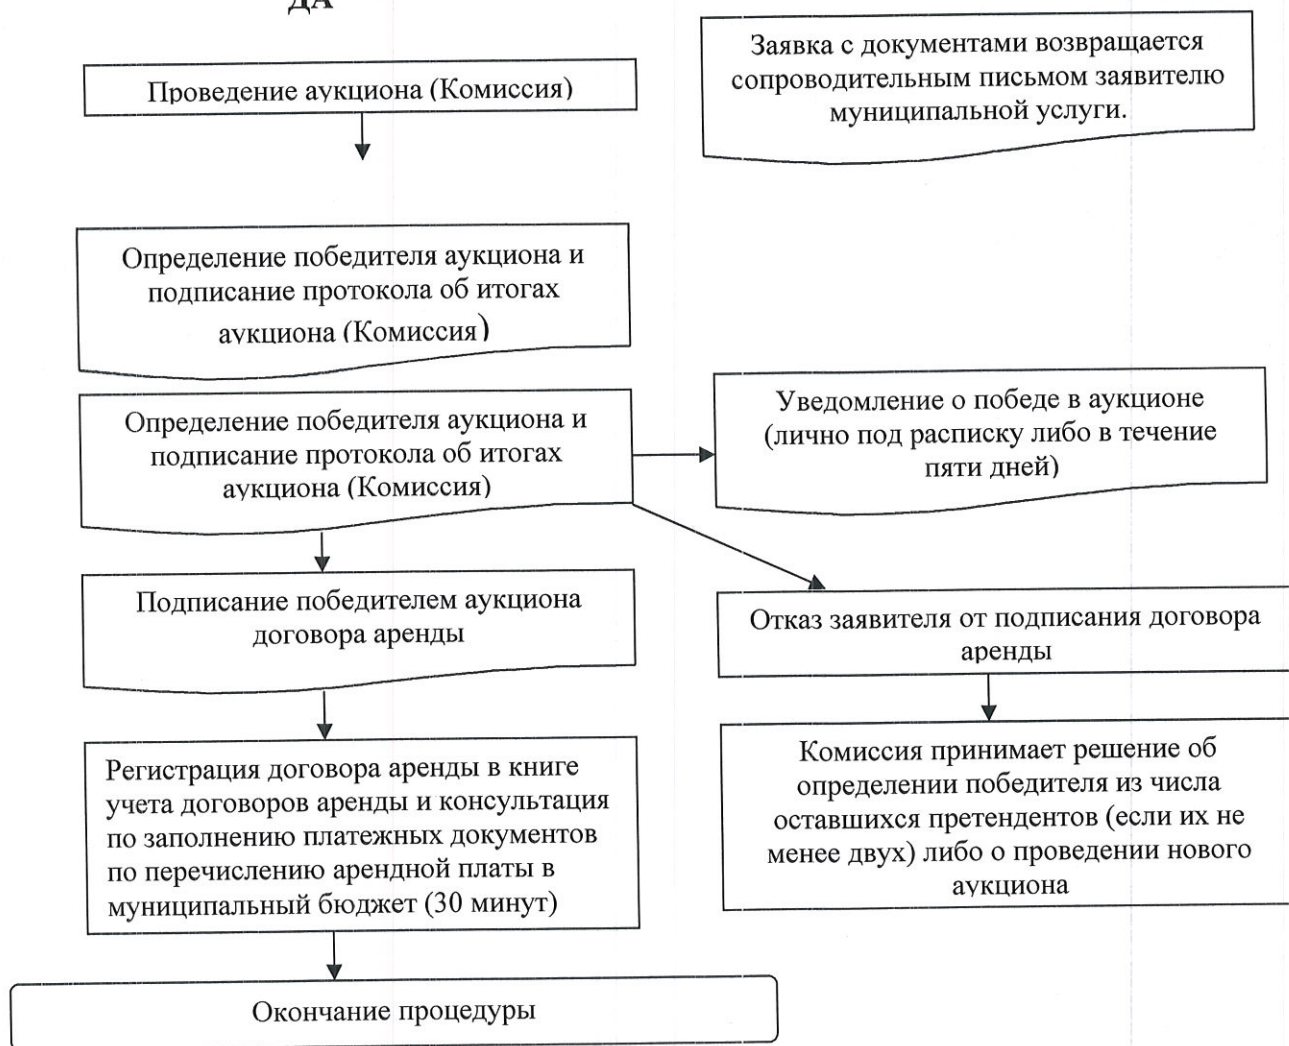 ДА
Проведение аукциона (Комиссия)
Заявка с документами возвращается
сопроводительным письмом заявителю
муниципальной услуги.
Определение победителя аукциона и
подписание протокола об итогах
аукциона (Комиссия)
Определение победителя аукциона и
подписание протокола об итогах
аукциона (Комиссия)
Уведомление о победе в аукционе
(лично под расписку либо в течение
пяти дней)
Подписание победителем аукциона
договора аренды
Отказ заявителя от подписания договора
аренды
Регистрация договора аренды в книге
учета договоров аренды и консультация
по заполнению платежных документов
по перечислению арендной платы в
муниципальный бюджет (30 минут)
Комиссия принимает решение об
определении победителя из числа
оставшихся претендентов (если их не
менее двух) либо о проведении нового
аукциона
Окончание процедуры